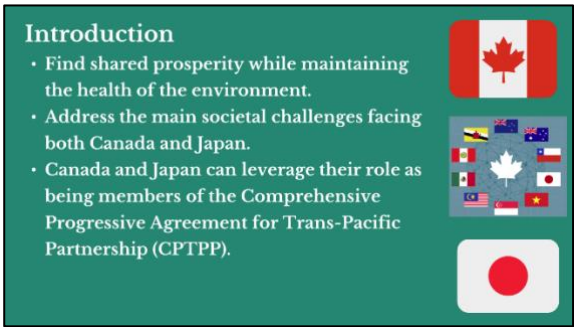 Introduction
• Find shared prosperity while maintaining
the health of the environment.
• Address the main societal challenges facing
both Canada and Japan.
• Canada and Japan can leverage their role as
being members of the Comprehensive
Progressive Agreement for Trans-Pacific
Partnership (CPTPP).